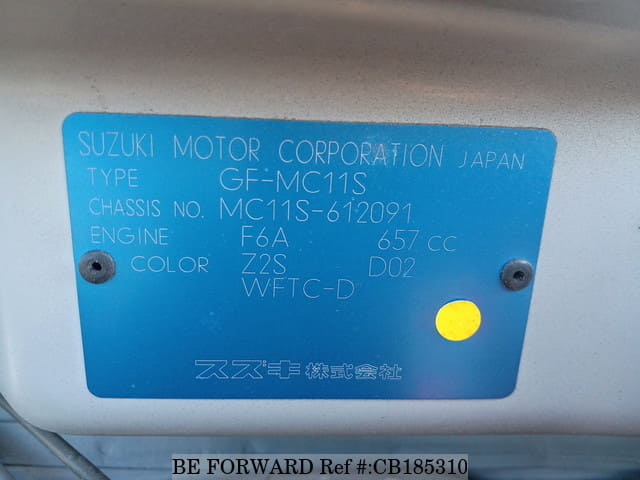 SUZUKI MOTOR CORPORATION JAPAN
TYPE GF-MC11S
CHASSIS NO. MC11S-612091
ENGINE F6A 657 CC
COLOR Z2S D02
WFTC-D
スズキ株式会社
BE FORWARD Ref #:CB185310